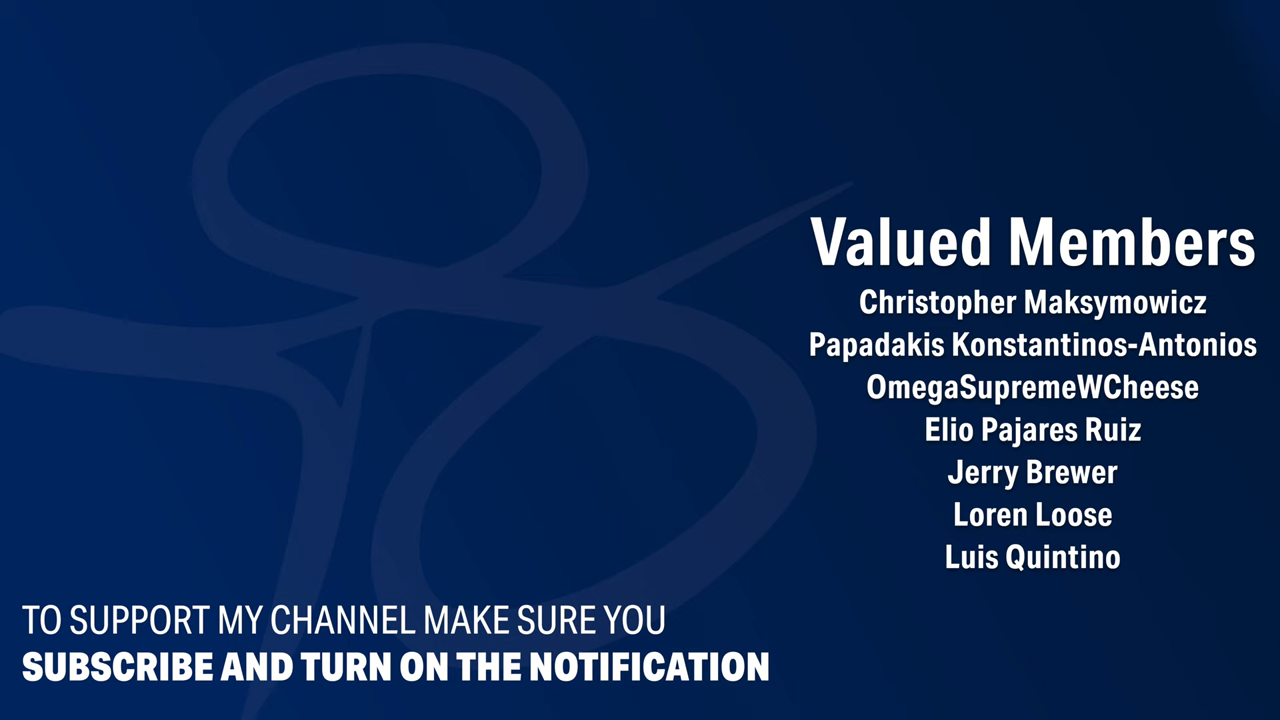 Valued Members
Christopher Maksymowicz
Papadakis Konstantinos-Antonios
OmegaSupremeWCheese
Elio Pajares Ruiz
Jerry Brewer
Loren Loose
Luis Quintino
TO SUPPORT MY CHANNEL MAKE SURE YOU
SUBSCRIBE AND TURN ON THE NOTIFICATION